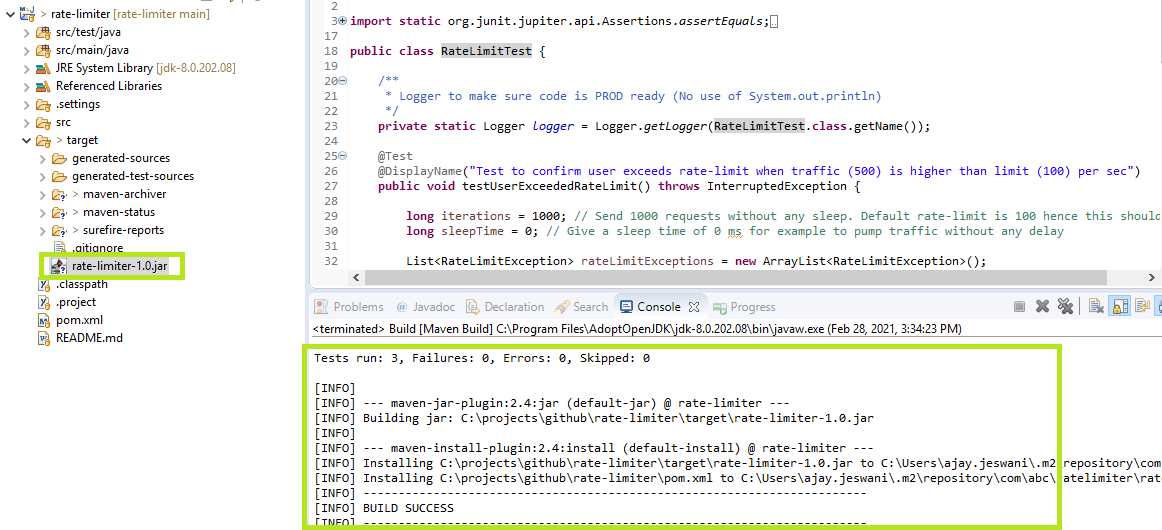 > rate-limiter [rate-limiter main]
src/test/java
src/main/java
JRE System Library [jdk-8.0.202.08]
Referenced Libraries
.settings
src
> target
generated-sources
generated-test-sources
> maven-archiver
> maven-status
> surefire-reports
.gitignore
rate-limiter-1.0.jar
.classpath
.project
pom.xml
README.md
2
3 import static org.junit.jupiter.api.Assertions.assertEquals;
17
18 public class RateLimitTest {
19
20 /**
21 * Logger to make sure code is PROD ready (No use of System.out.println)
22 */
23 private static Logger logger = Logger.getLogger(RateLimitTest.class.getName());
24
25 @Test
26 @DisplayName("Test to confirm user exceeds rate-limit when traffic (500) is higher than limit (100) per sec")
27 public void testUserExceededRateLimit() throws InterruptedException {
28
29 long iterations = 1000; // Send 1000 requests without any sleep. Default rate-limit is 100 hence this should
30 long sleepTime = 0; // Give a sleep time of 0 ms for example to pump traffic without any delay
31
32 List<RateLimitException> rateLimitExceptions = new ArrayList<RateLimitException>();
Problems @ Javadoc Declaration Search Console Progress
<terminated> Build [Maven Build] C:\Program Files\AdoptOpenJDK\jdk-8.0.202.08\bin\javaw.exe (Feb 28, 2021, 3:34:23 PM)
Tests run: 3, Failures: 0, Errors: 0, Skipped: 0
[INFO]
[INFO] --- maven-jar-plugin:2.4:jar (default-jar) @ rate-limiter ---
[INFO] Building jar: C:\projects\github\rate-limiter\target\rate-limiter-1.0.jar
[INFO]
[INFO] --- maven-install-plugin:2.4:install (default-install) @ rate-limiter ---
[INFO] Installing C:\projects\github\rate-limiter\target\rate-limiter-1.0.jar to C:\Users\ajay.jeswani\.m2\repository\com
[INFO] Installing C:\projects\github\rate-limiter\pom.xml to C:\Users\ajay.jeswani\.m2\repository\com\abc\ratelimiter\rate
[INFO] ------------------------------------------------------------------------
[INFO] BUILD SUCCESS
[INFO] ------------------------------------------------------------------------